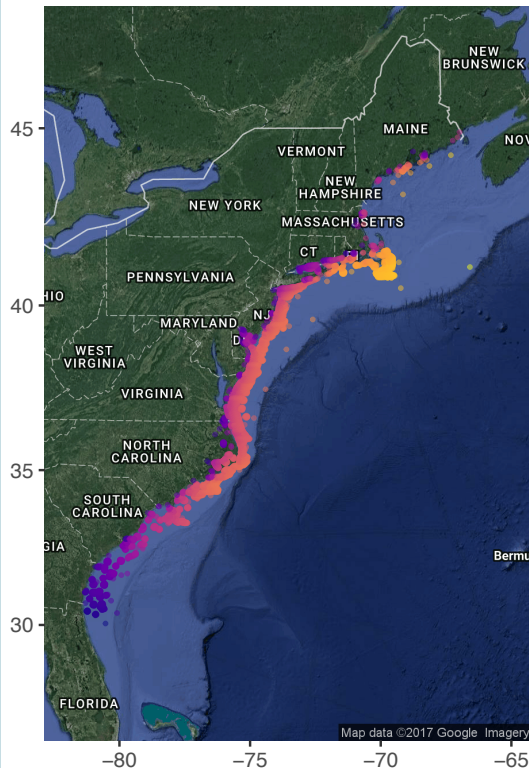 NEW
BRUNSWICK
45
MAINE
NOV
VERMONT
NEW
HAMPSHIRE
NEW YORK
MASSACHUSETTS
CT
PENNSYLVANIA
HIO
40
NJ
MARYLAND
D
WEST
VIRGINIA
VIRGINIA
NORTH
CAROLINA
35
SOUTH
CAROLINA
GIA
Bermu
30
FLORIDA
Map data ©2017 Google Imagery
−80
−75
−70
−65